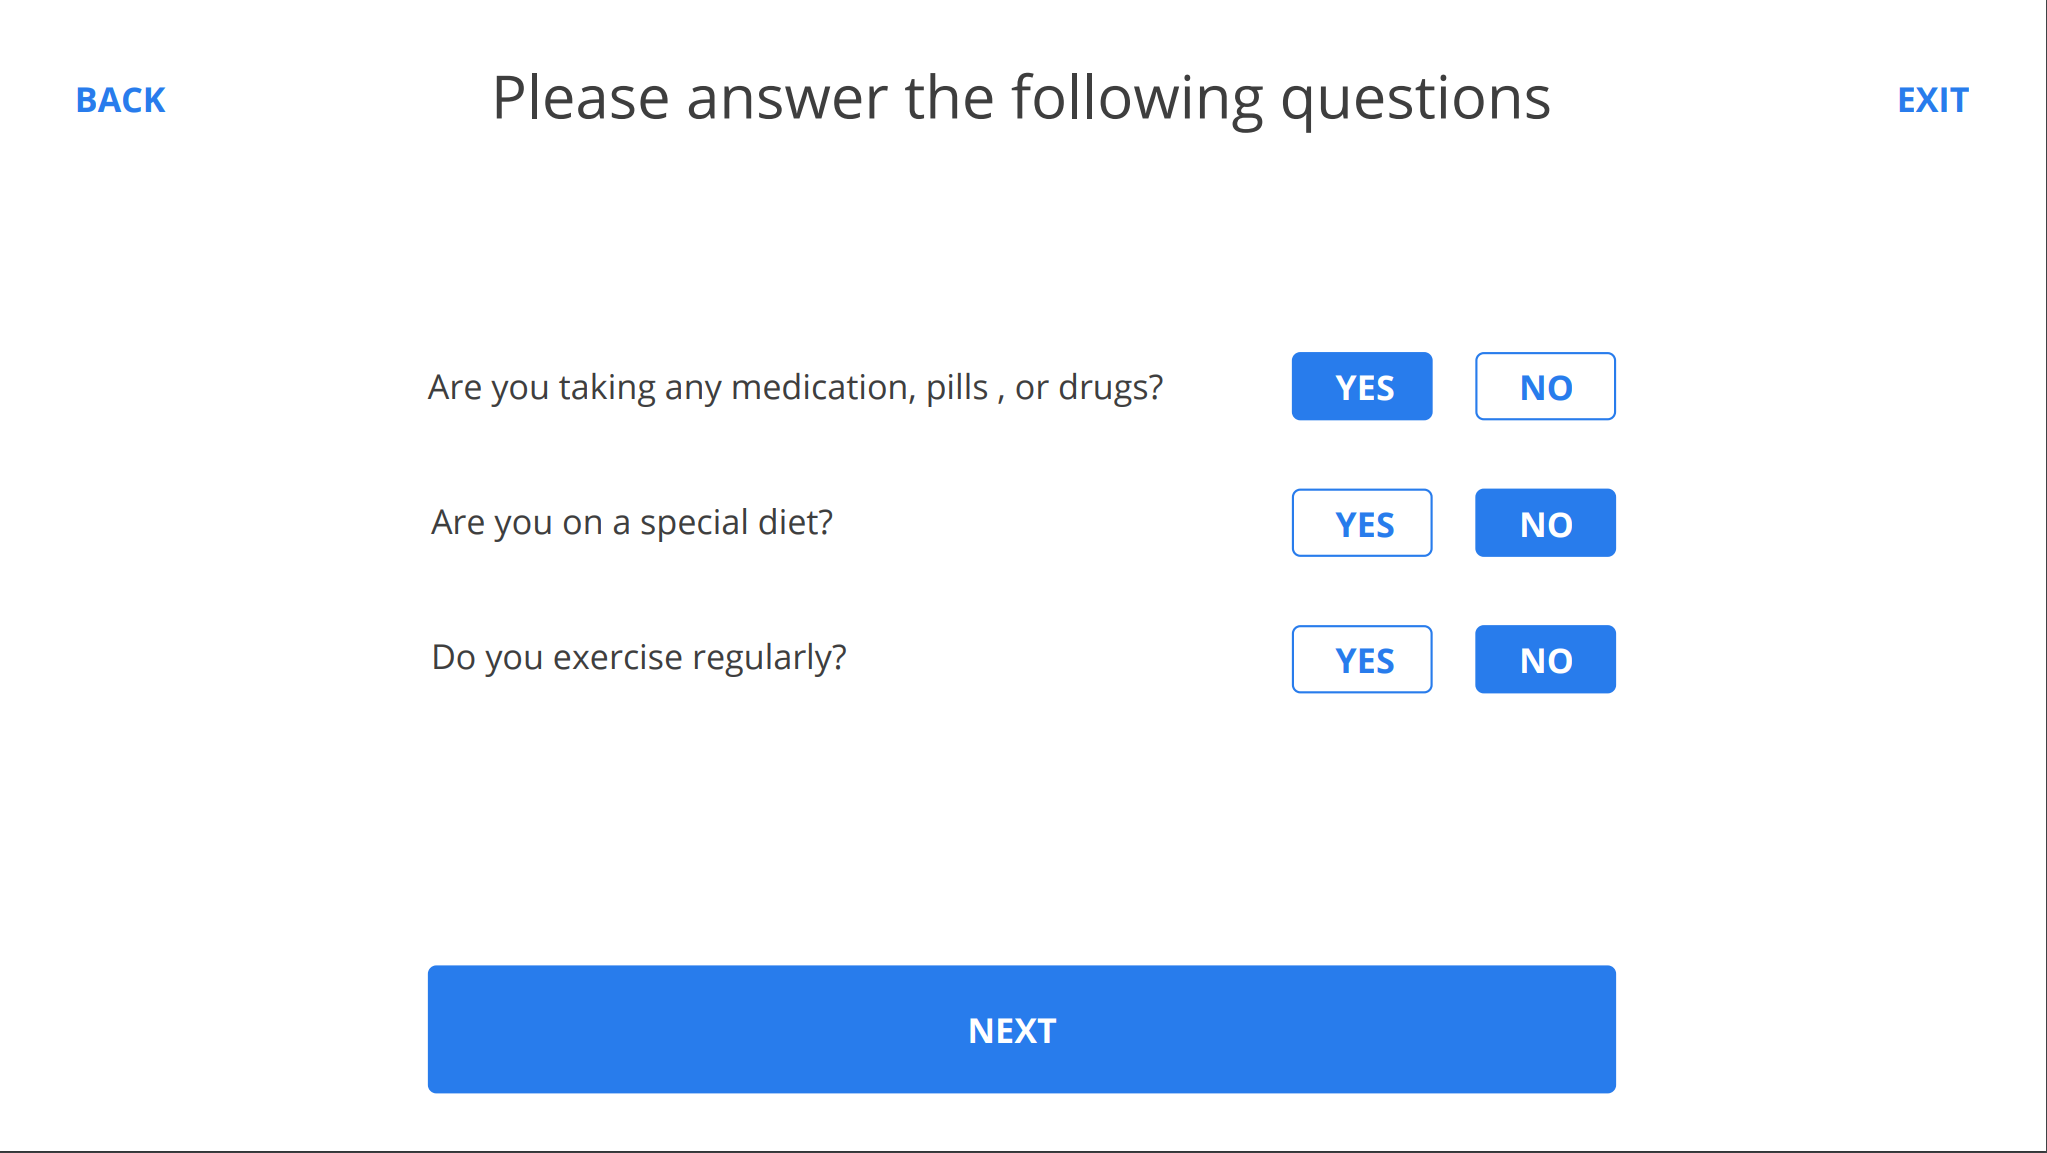 BACK
Please answer the following questions
EXIT
Are you taking any medication, pills , or drugs?
YES
NO
Are you on a special diet?
YES
NO
Do you exercise regularly?
YES
NO
NEXT